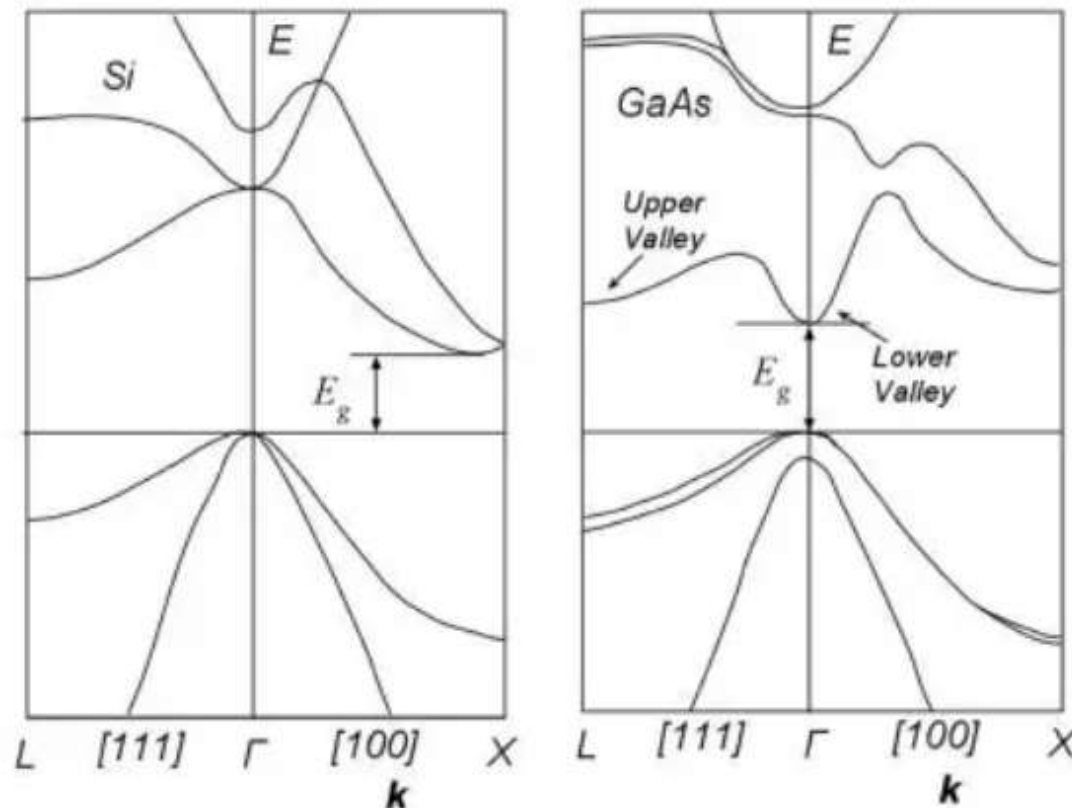 Si
E
E_g
L [111] Γ [100] X
k
E
GaAs
Upper
Valley
E_g
Lower
Valley
L [111] Γ [100] X
k